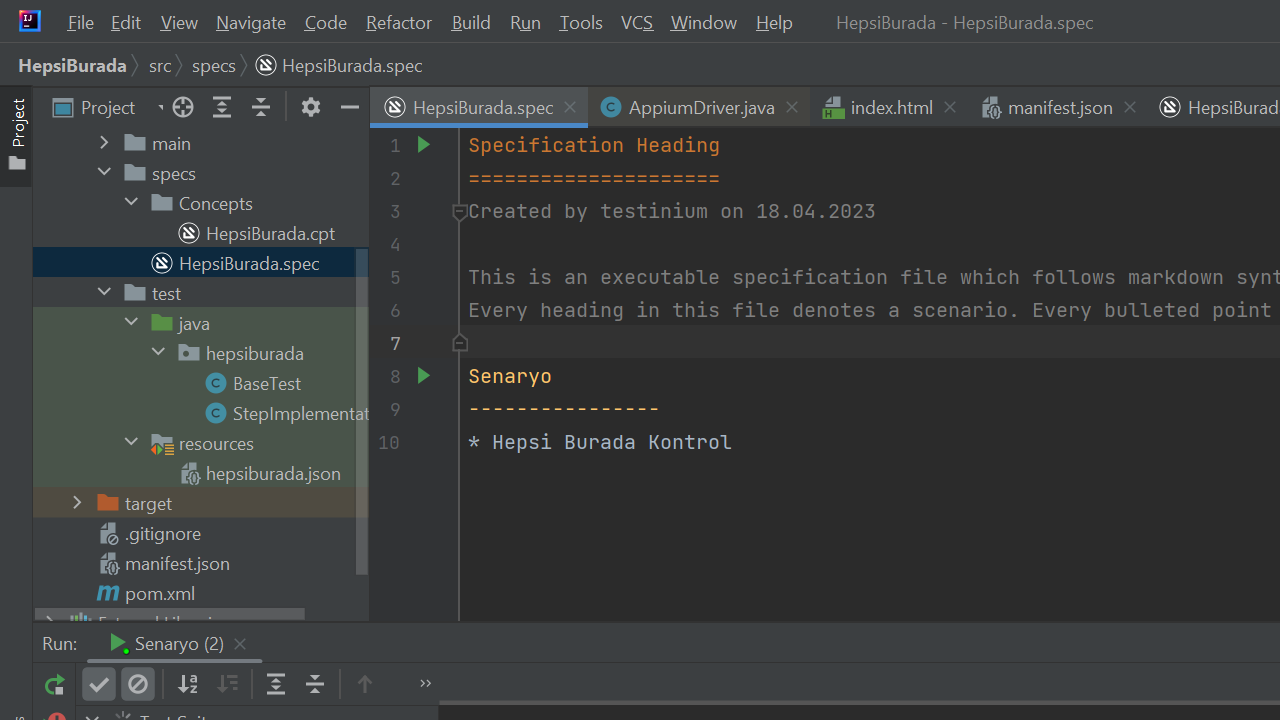 File Edit View Navigate Code Refactor Build Run Tools VCS Window Help HepsiBurada - HepsiBurada.spec
HepsiBurada src specs HepsiBurada.spec
Project
Project
HepsiBurada.spec AppiumDriver.java index.html manifest.json
main
specs
Concepts
HepsiBurada.cpt
HepsiBurada.spec
test
java
hepsiburada
BaseTest
resources
hepsiburada.json
target
.gitignore
manifest.json
pom.xml
1 Specification Heading
2 =====================
3 Created by testinium on 18.04.2023
4
5 This is an executable specification file which follows markdown
6 Every heading in this file denotes a scenario. Every bulleted point
7
8 Senaryo
9 ----------------
10 * Hepsi Burada Kontrol
Run: Senaryo (2)